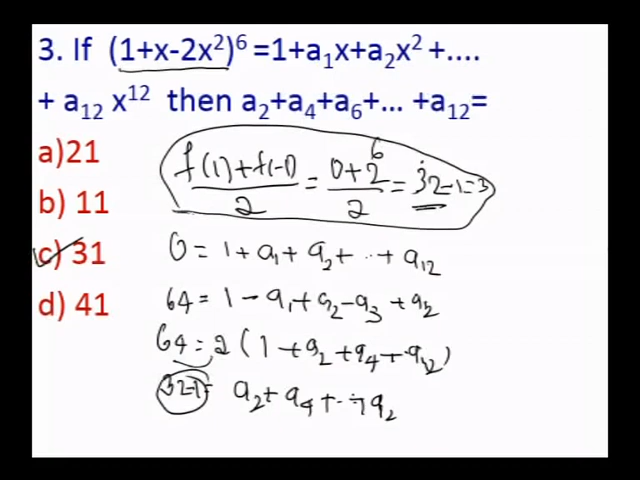 3. If (1+x-2x²)⁶ =1+a₁x+a₂x² +....
+ a₁₂ x¹² then a₂+a₄+a₆+... +a₁₂=
a)21
b) 11
c) 31
d) 41
f(1)+f(-1)/2 = 0+2⁶/2 = 32-1=3
0 = 1+a₁+a₂+...+a₁₂
64 = 1-a₁+a₂-a₃+a₁₂
64=2(1+a₂+a₄+a₁₂)
32-1= a₂+a₄+...+a₂